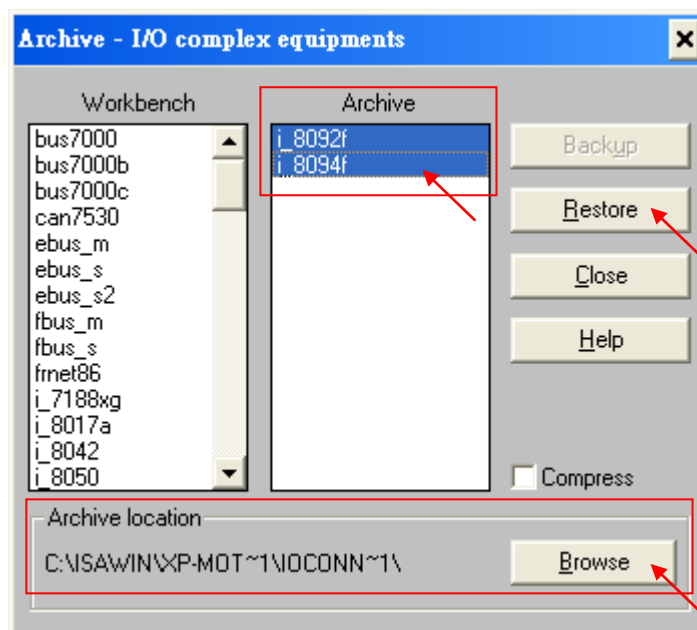 Archive - I/O complex equipments
Workbench
bus7000
bus7000b
bus7000c
can7530
ebus_m
ebus_s
ebus_s2
fbus_m
fbus_s
frnet86
i_7188xg
i_8017a
i_8042
i_8050
Archive
i_8092f
i_8094f
Backup
Restore
Close
Help
Compress
Archive location
C:\ISAWIN\XP-MOT~1\IOCONN~1\
Browse